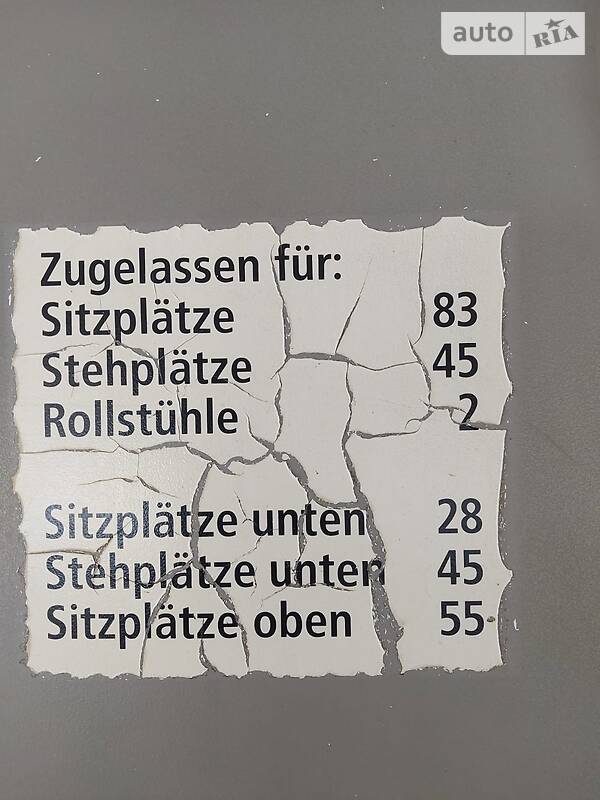 auto RIA
Zugelassen für:
Sitzplätze 83
Stehplätze 45
Rollstühle 2
Sitzplätze unten 28
Stehplätze unten 45
Sitzplätze oben 55